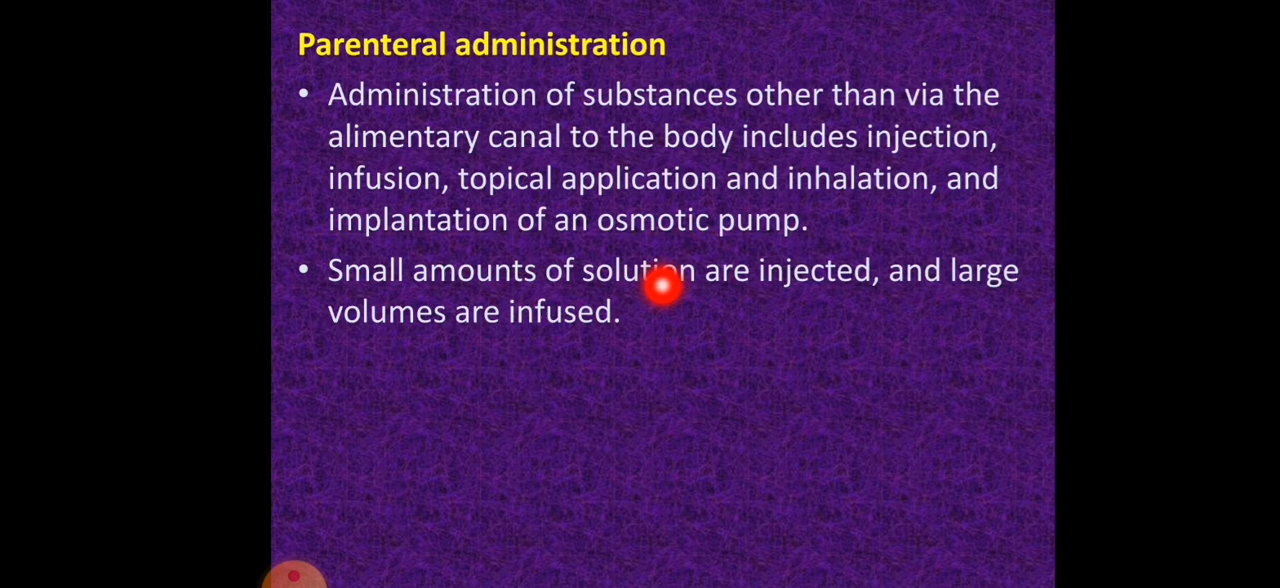 Parenteral administration
• Administration of substances other than via the
alimentary canal to the body includes injection,
infusion, topical application and inhalation, and
implantation of an osmotic pump.
• Small amounts of solution are injected, and large
volumes are infused.